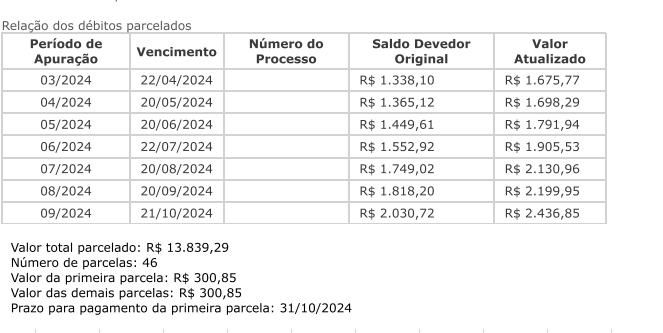 Relação dos débitos parcelados
Período de Apuração Vencimento Número do Processo Saldo Devedor Original Valor Atualizado
03/2024 22/04/2024 R$ 1.338,10 R$ 1.675,77
04/2024 20/05/2024 R$ 1.365,12 R$ 1.698,29
05/2024 20/06/2024 R$ 1.449,61 R$ 1.791,94
06/2024 22/07/2024 R$ 1.552,92 R$ 1.905,53
07/2024 20/08/2024 R$ 1.749,02 R$ 2.130,96
08/2024 20/09/2024 R$ 1.818,20 R$ 2.199,95
09/2024 21/10/2024 R$ 2.030,72 R$ 2.436,85
Valor total parcelado: R$ 13.839,29
Número de parcelas: 46
Valor da primeira parcela: R$ 300,85
Valor das demais parcelas: R$ 300,85
Prazo para pagamento da primeira parcela: 31/10/2024